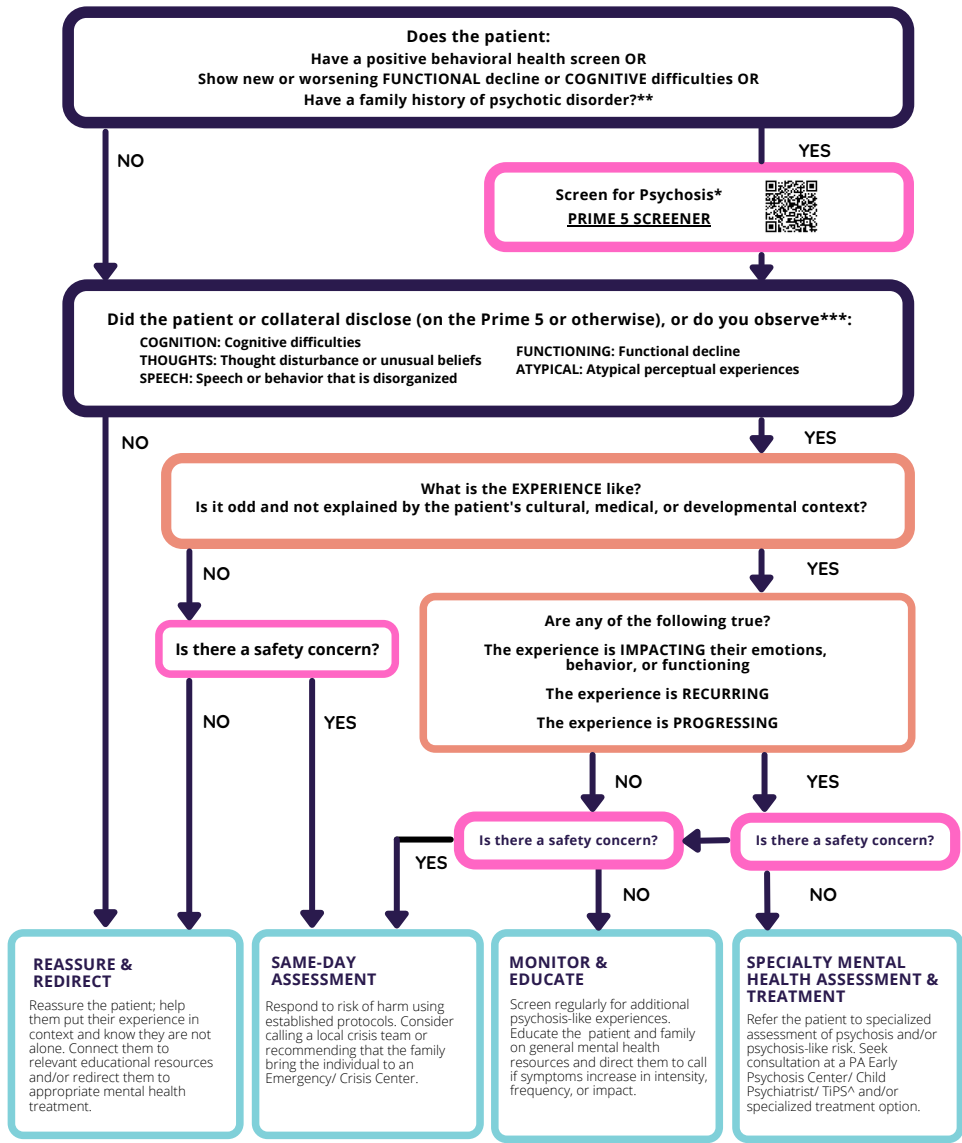 Does the patient:
Have a positive behavioral health screen OR
Show new or worsening FUNCTIONAL decline or COGNITIVE difficulties OR
Have a family history of psychotic disorder?**
NO
YES
Screen for Psychosis*
PRIME 5 SCREENER
Did the patient or collateral disclose (on the Prime 5 or otherwise), or do you observe***:
COGNITION: Cognitive difficulties
THOUGHTS: Thought disturbance or unusual beliefs
SPEECH: Speech or behavior that is disorganized
FUNCTIONING: Functional decline
ATYPICAL: Atypical perceptual experiences
NO
YES
What is the EXPERIENCE like?
Is it odd and not explained by the patient's cultural, medical, or developmental context?
NO
YES
Is there a safety concern?
Are any of the following true?
The experience is IMPACTING their emotions,
behavior, or functioning
The experience is RECURRING
The experience is PROGRESSING
NO
YES
NO
YES
Is there a safety concern?
Is there a safety concern?
YES
NO
NO
REASSURE &
REDIRECT
Reassure the patient; help
them put their experience in
context and know they are not
alone. Connect them to
relevant educational resources
and/or redirect them to
appropriate mental health
treatment.
SAME-DAY
ASSESSMENT
Respond to risk of harm using
established protocols. Consider
calling a local crisis team or
recommending that the family
bring the individual to an
Emergency/ Crisis Center.
MONITOR &
EDUCATE
Screen regularly for additional
psychosis-like experiences.
Educate the patient and family
on general mental health
resources and direct them to call
if symptoms increase in intensity,
frequency, or impact.
SPECIALTY MENTAL
HEALTH ASSESSMENT &
TREATMENT
Refer the patient to specialized
assessment of psychosis and/or
psychosis-like risk. Seek
consultation at a PA Early
Psychosis Center/ Child
Psychiatrist/ TiPS^ and/or
specialized treatment option.